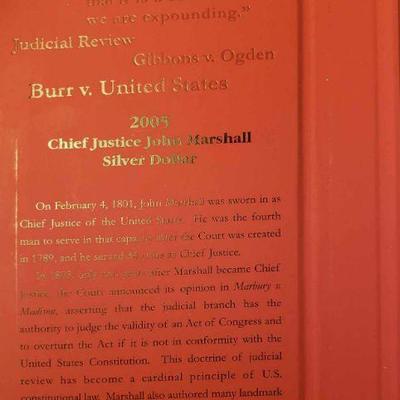 we are expounding."
Judicial Review
Gibbons v. Ogden
Burr v. United States
2005
Chief Justice John Marshall
Silver Dollar
On February 4, 1801, John Marshall was sworn in as
Chief Justice of the United States. He was the fourth
man to serve in that capacity after the Court was created
in 1789, and he served as Chief Justice.
In 1803, only two years after Marshall became Chief
Justice, the Court announced its opinion in Marbury v.
Madison, asserting that the judicial branch has the
authority to judge the validity of an Act of Congress and
to overturn the Act if it is not in conformity with the
United States Constitution. This doctrine of judicial
review has become a cardinal principle of U.S.
constitutional law. Marshall also authored many landmark